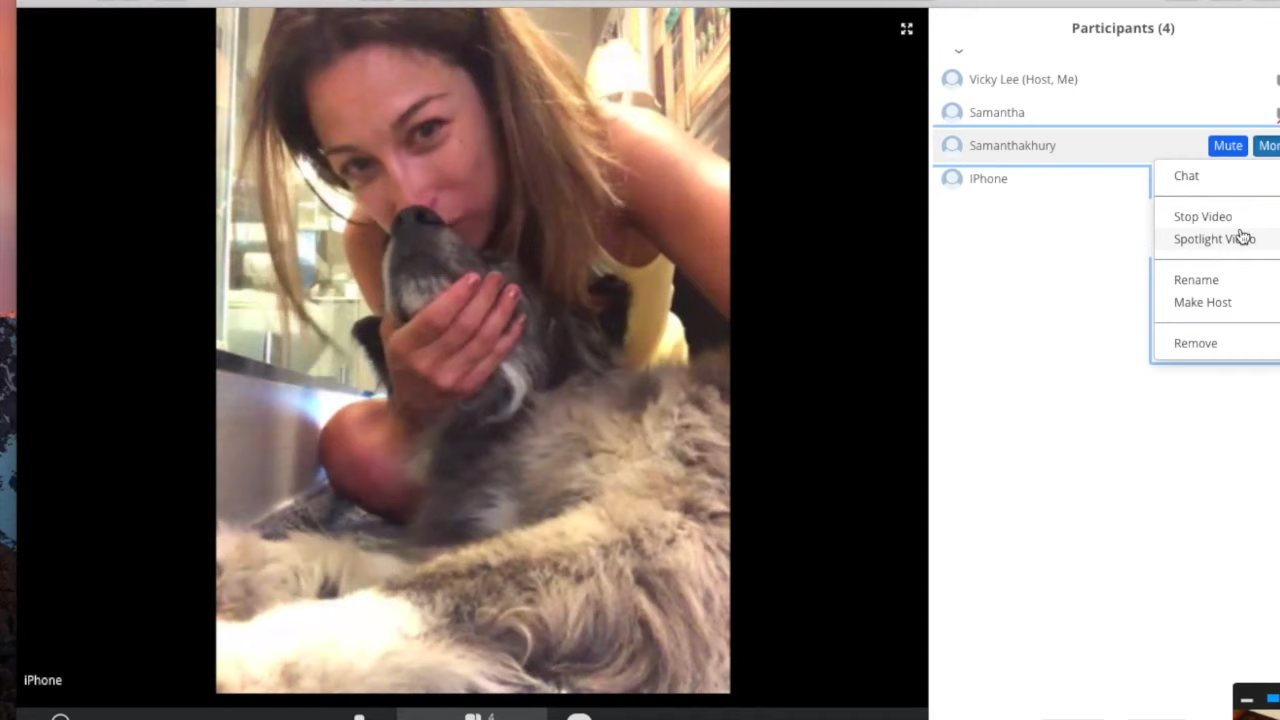 Participants (4)
Vicky Lee (Host, Me)
Samantha
Samanthakhury
Mute
IPhone
Chat
Stop Video
Spotlight Video
Rename
Make Host
Remove
iPhone
4